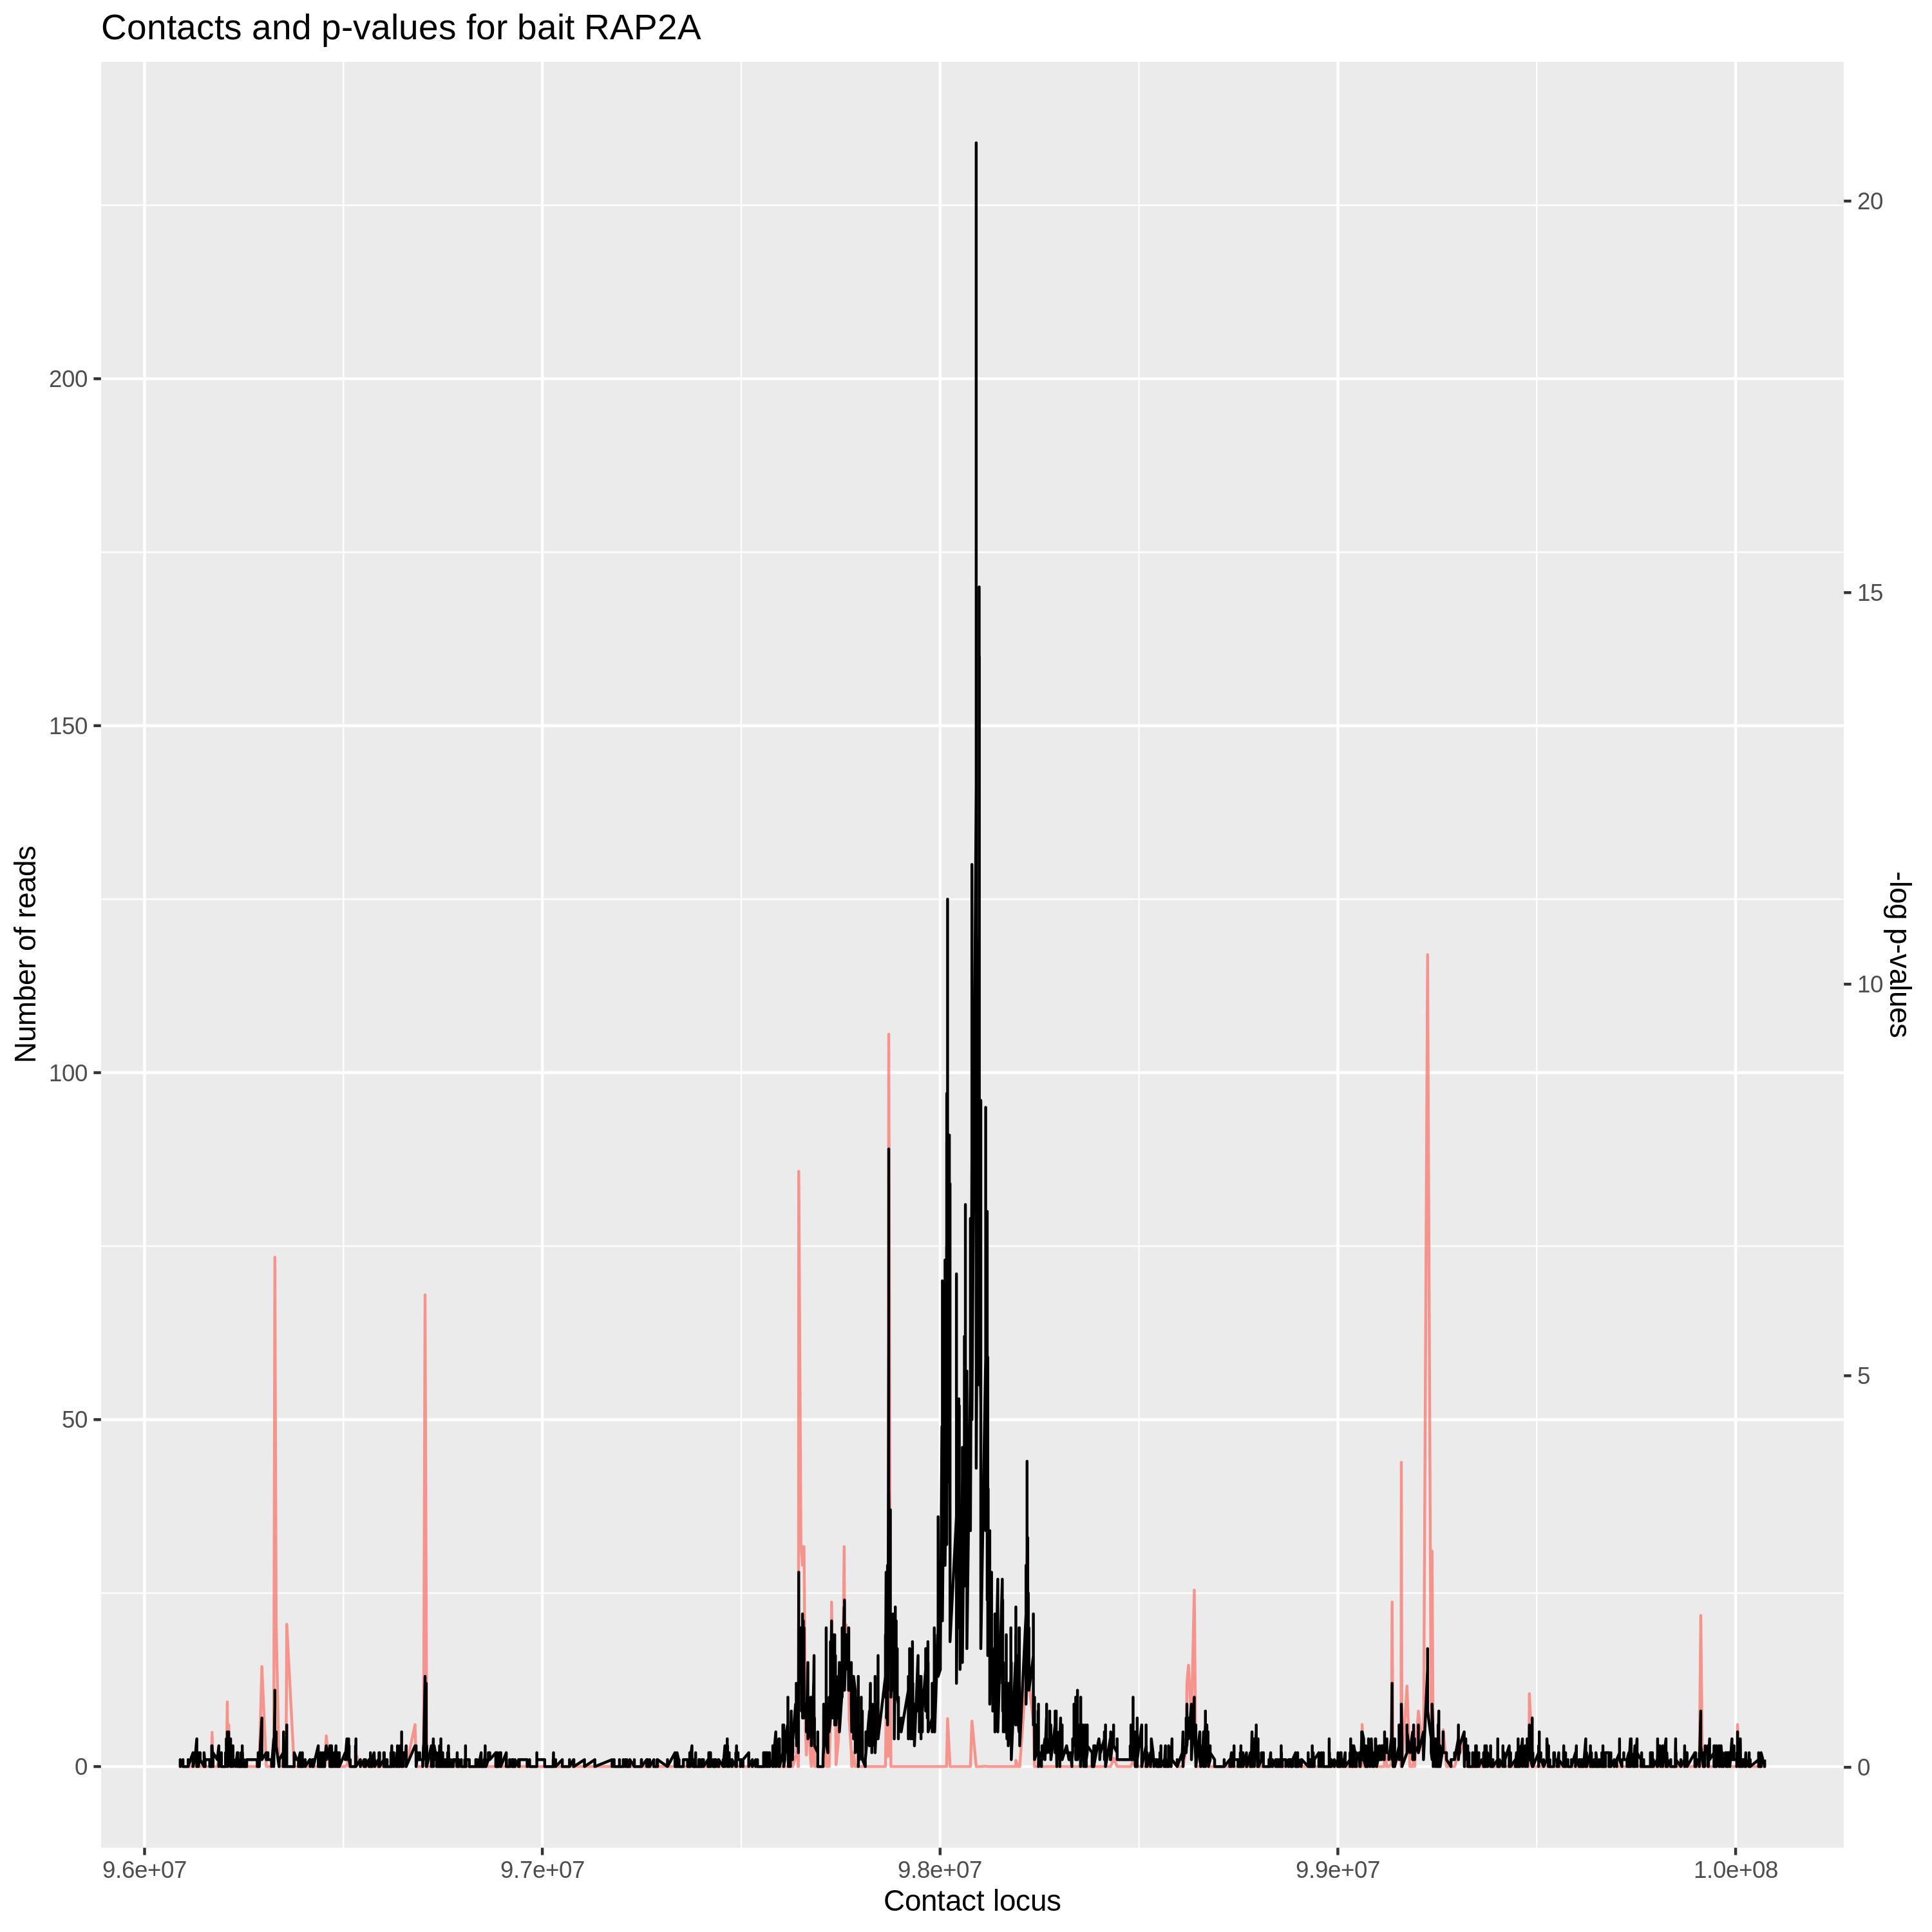 Contacts and p-values for bait RAP2A
Number of reads
200
150
100
50
0
20
15
10
5
0
-log p-values
9.6e+07
9.7e+07
9.8e+07
9.9e+07
1.0e+08
Contact locus